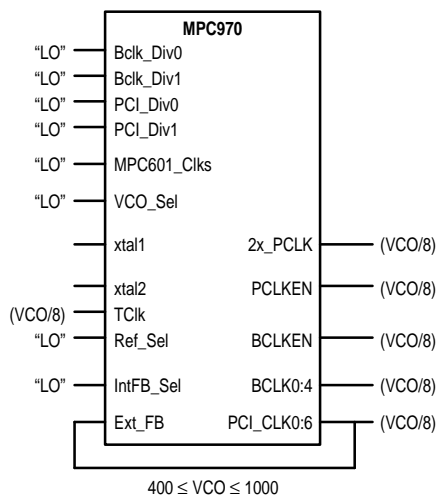 MPC970
“LO” Bclk_Div0
“LO” Bclk_Div1
“LO” PCI_Div0
“LO” PCI_Div1
“LO” MPC601_Clks
“LO” VCO_Sel
xtal1 2x_PCLK (VCO/8)
xtal2 PCLKEN (VCO/8)
(VCO/8) TClk
“LO” Ref_Sel BCLKEN (VCO/8)
“LO” IntFB_Sel BCLK0:4 (VCO/8)
Ext_FB PCI_CLK0:6 (VCO/8)
400 ≤ VCO ≤ 1000